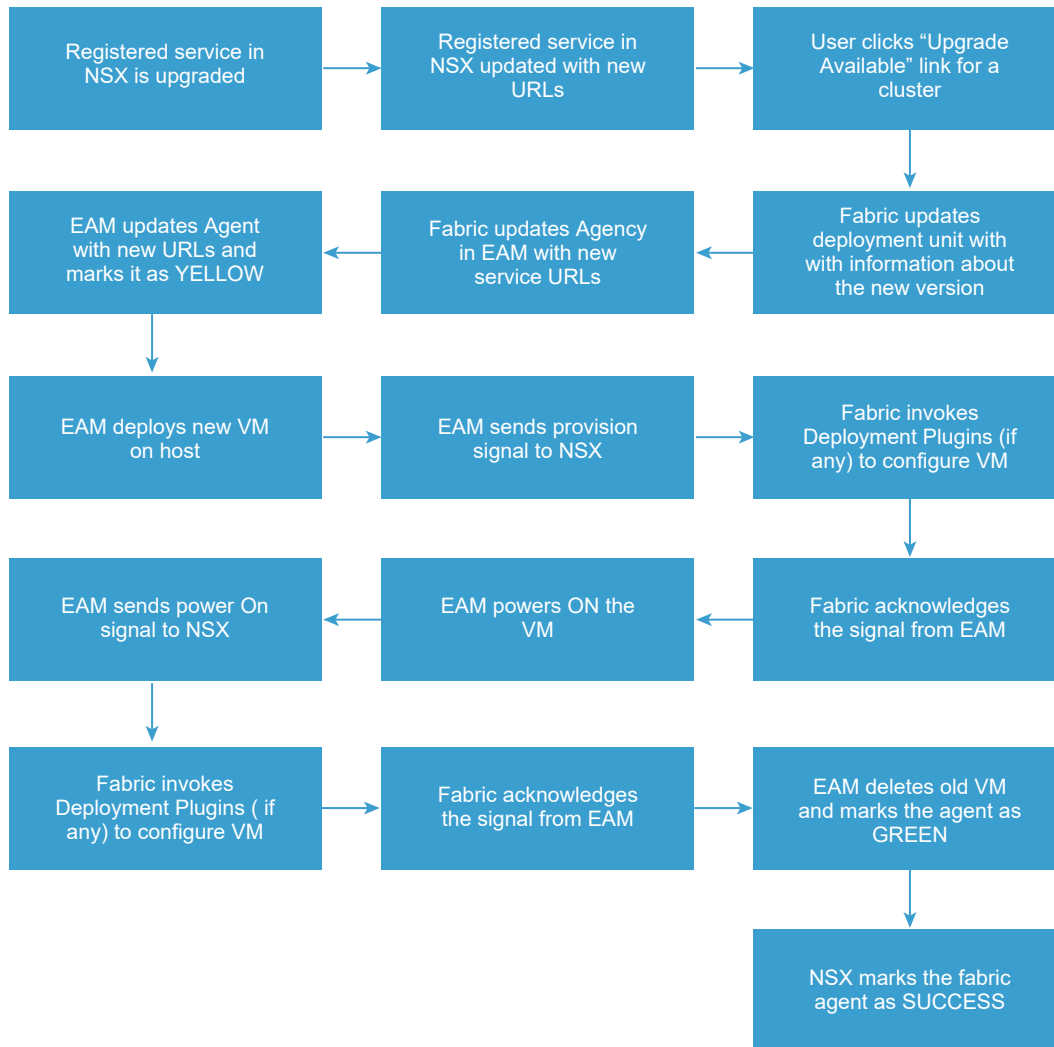 Registered service in
NSX is upgraded
Registered service in
NSX updated with new
URLs
User clicks “Upgrade
Available” link for a
cluster
Fabric updates
deployment unit with
with information about
the new version
Fabric updates Agency
in EAM with new
service URLs
EAM updates Agent
with new URLs and
marks it as YELLOW
EAM deploys new VM
on host
EAM sends provision
signal to NSX
Fabric invokes
Deployment Plugins (if
any) to configure VM
Fabric acknowledges
the signal from EAM
EAM powers ON the
VM
EAM sends power On
signal to NSX
Fabric invokes
Deployment Plugins ( if
any) to configure VM
Fabric acknowledges
the signal from EAM
EAM deletes old VM
and marks the agent as
GREEN
NSX marks the fabric
agent as SUCCESS